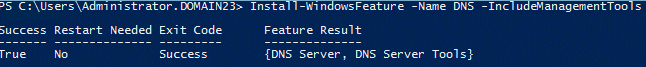 PS C:\Users\Administrator.DOMAIN23> Install-WindowsFeature -Name DNS -IncludeManagementTools
Success Restart Needed Exit Code Feature Result
------- -------------- --------- --------------
True No Success {DNS Server, DNS Server Tools}